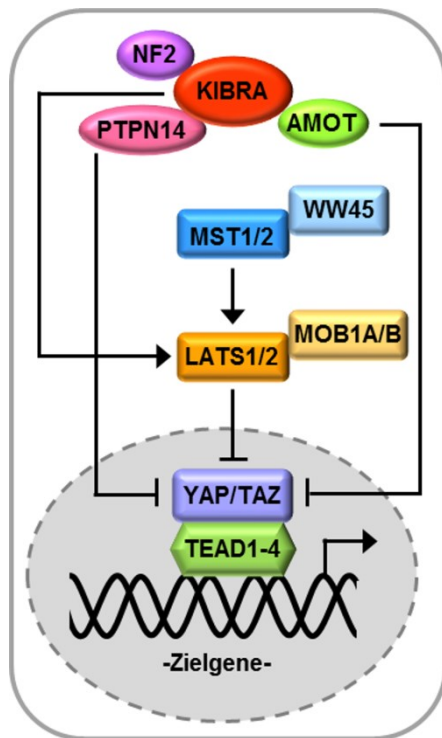 NF2
KIBRA
PTPN14
AMOT
WW45
MST1/2
MOB1A/B
LATS1/2
YAP/TAZ
TEAD1-4
-Zielgene-